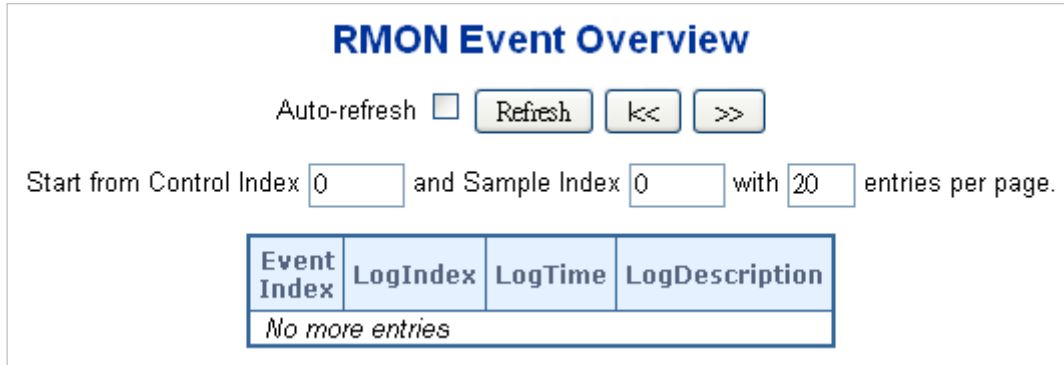 RMON Event Overview
Auto-refresh Refresh |<< >>
Start from Control Index 0 and Sample Index 0 with 20 entries per page.
Event Index LogIndex LogTime LogDescription
No more entries